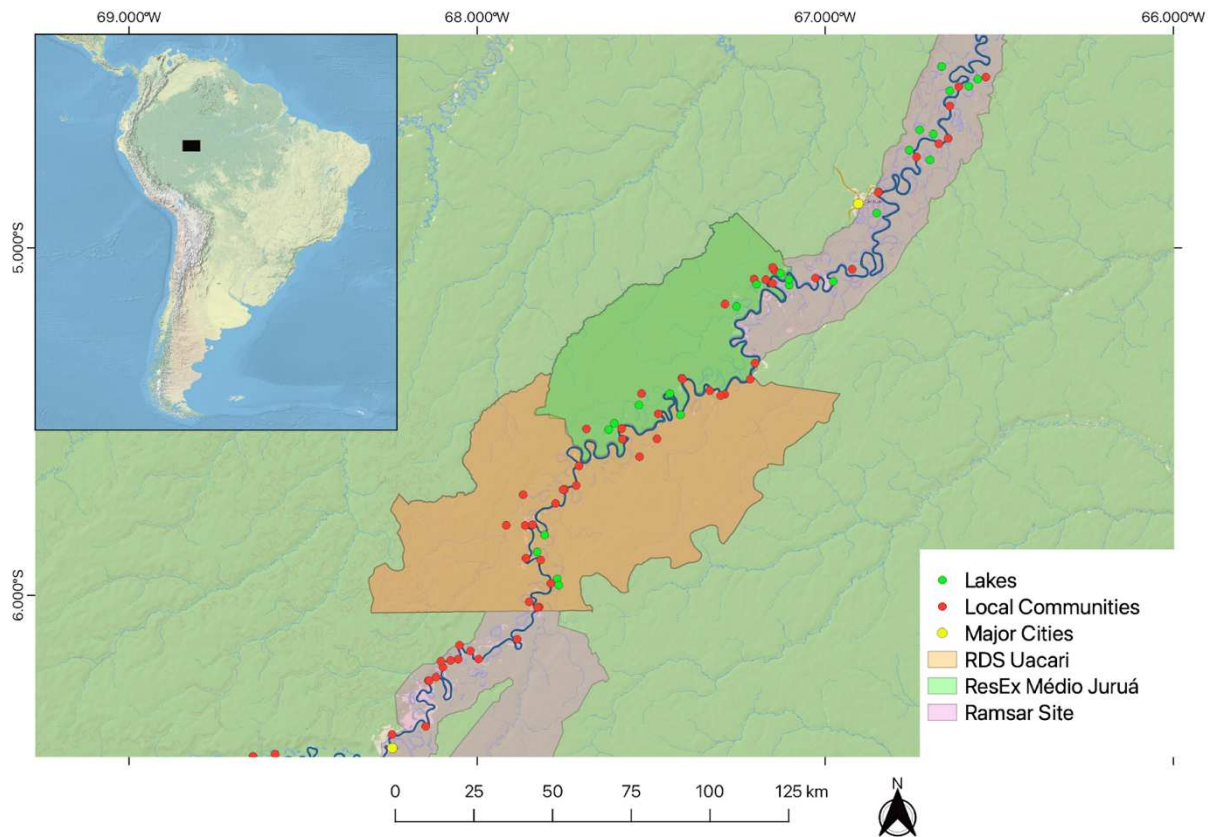 69.000°W 68.000°W 67.000°W 66.000°W
5.000°S
6.000°S
Lakes
Local Communities
Major Cities
RDS Uacari
ResEx Médio Juruá
Ramsar Site
0 25 50 75 100 125 km
N